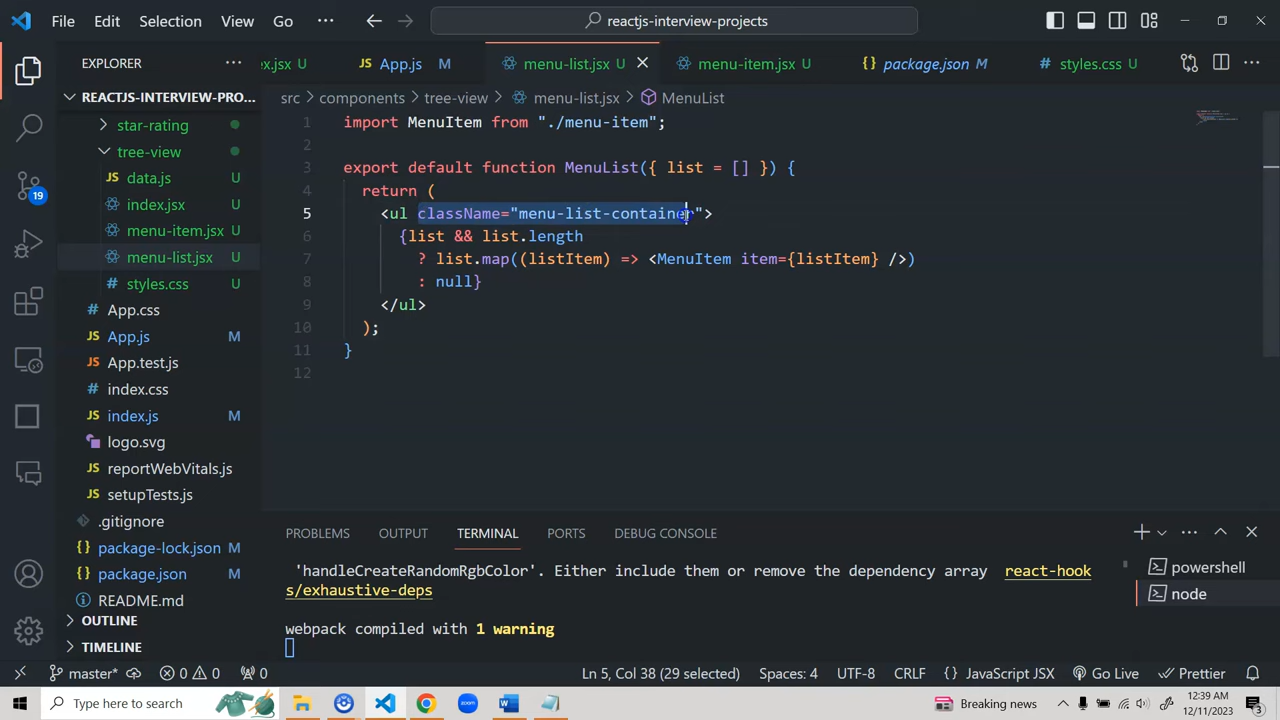 File Edit Selection View Go ··· reactjs-interview-projects
EXPLORER ···
ex.jsx U App.js M menu-list.jsx U menu-item.jsx U package.json M styles.css U
REACTJS-INTERVIEW-PRO...
src > components > tree-view > menu-list.jsx > MenuList
star-rating
tree-view
data.js U
index.jsx U
menu-item.jsx U
menu-list.jsx U
styles.css U
App.css
App.js M
App.test.js
index.css
index.js M
logo.svg
reportWebVitals.js
setupTests.js
.gitignore
package-lock.json M
package.json M
README.md
OUTLINE
TIMELINE
19
1 import MenuItem from "./menu-item";
2
3 export default function MenuList({ list = [] }) {
4 return (
5 <ul className="menu-list-container">
6 {list && list.length
7 ? list.map((listItem) => <MenuItem item={listItem} />)
8 : null}
9 </ul>
10 );
11 }
12
PROBLEMS OUTPUT TERMINAL PORTS DEBUG CONSOLE
'handleCreateRandomRgbColor'. Either include them or remove the dependency array react-hook
s/exhaustive-deps
webpack compiled with 1 warning
powershell
node
master* 0 0 0 Ln 5, Col 38 (29 selected) Spaces: 4 UTF-8 CRLF {} JavaScript JSX Go Live Prettier
Type here to search Breaking news 12:39 AM
12/11/2023 3